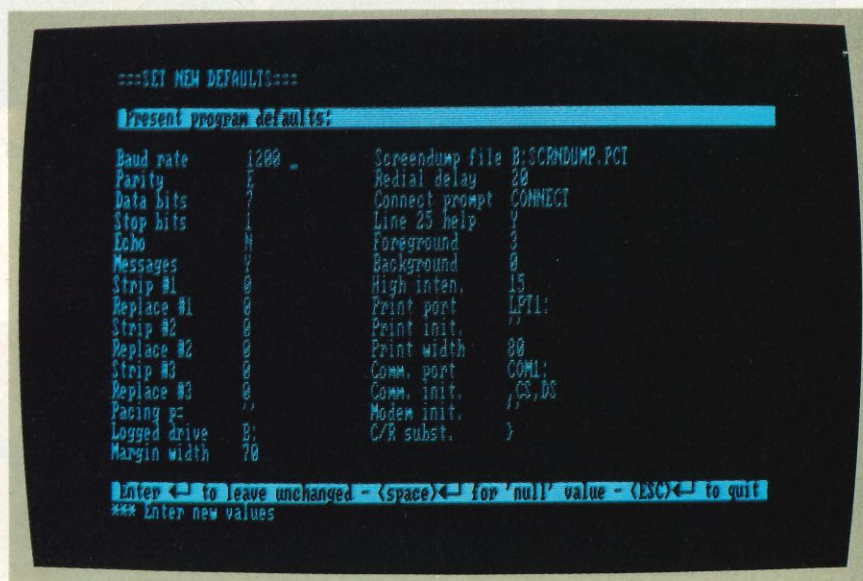 ===SET NEW DEFAULTS===
Present program defaults:
Baud rate 1200 _ Screendump file B:SCRNDUMP.PCT
Parity E Redial delay 20
Data bits 7 Connect prompt CONNECT
Stop bits 1 Line 25 help Y
Echo N Foreground 3
Messages Y Background 0
Strip #1 0 High inten. 15
Replace #1 0 Print port LPT1:
Strip #2 0 Print init. ''
Replace #2 0 Print width 80
Strip #3 0 Comm. port COM1:
Replace #3 0 Comm. init. ,CS,DS
Pacing p= '' Modem init. ''
Logged drive B: C/R subst. }
Margin width 70
Enter ◄┘ to leave unchanged - (space)◄┘ for 'null' value - (ESC)◄┘ to quit
*** Enter new values